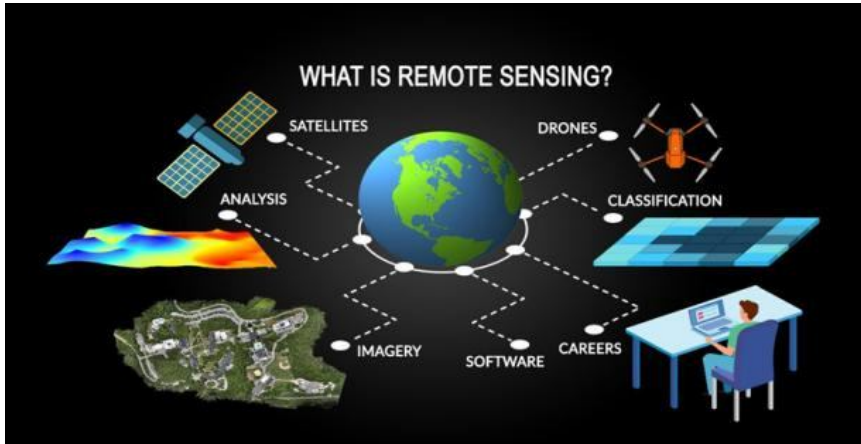 WHAT IS REMOTE SENSING?
SATELLITES
DRONES
ANALYSIS
CLASSIFICATION
IMAGERY
SOFTWARE
CAREERS